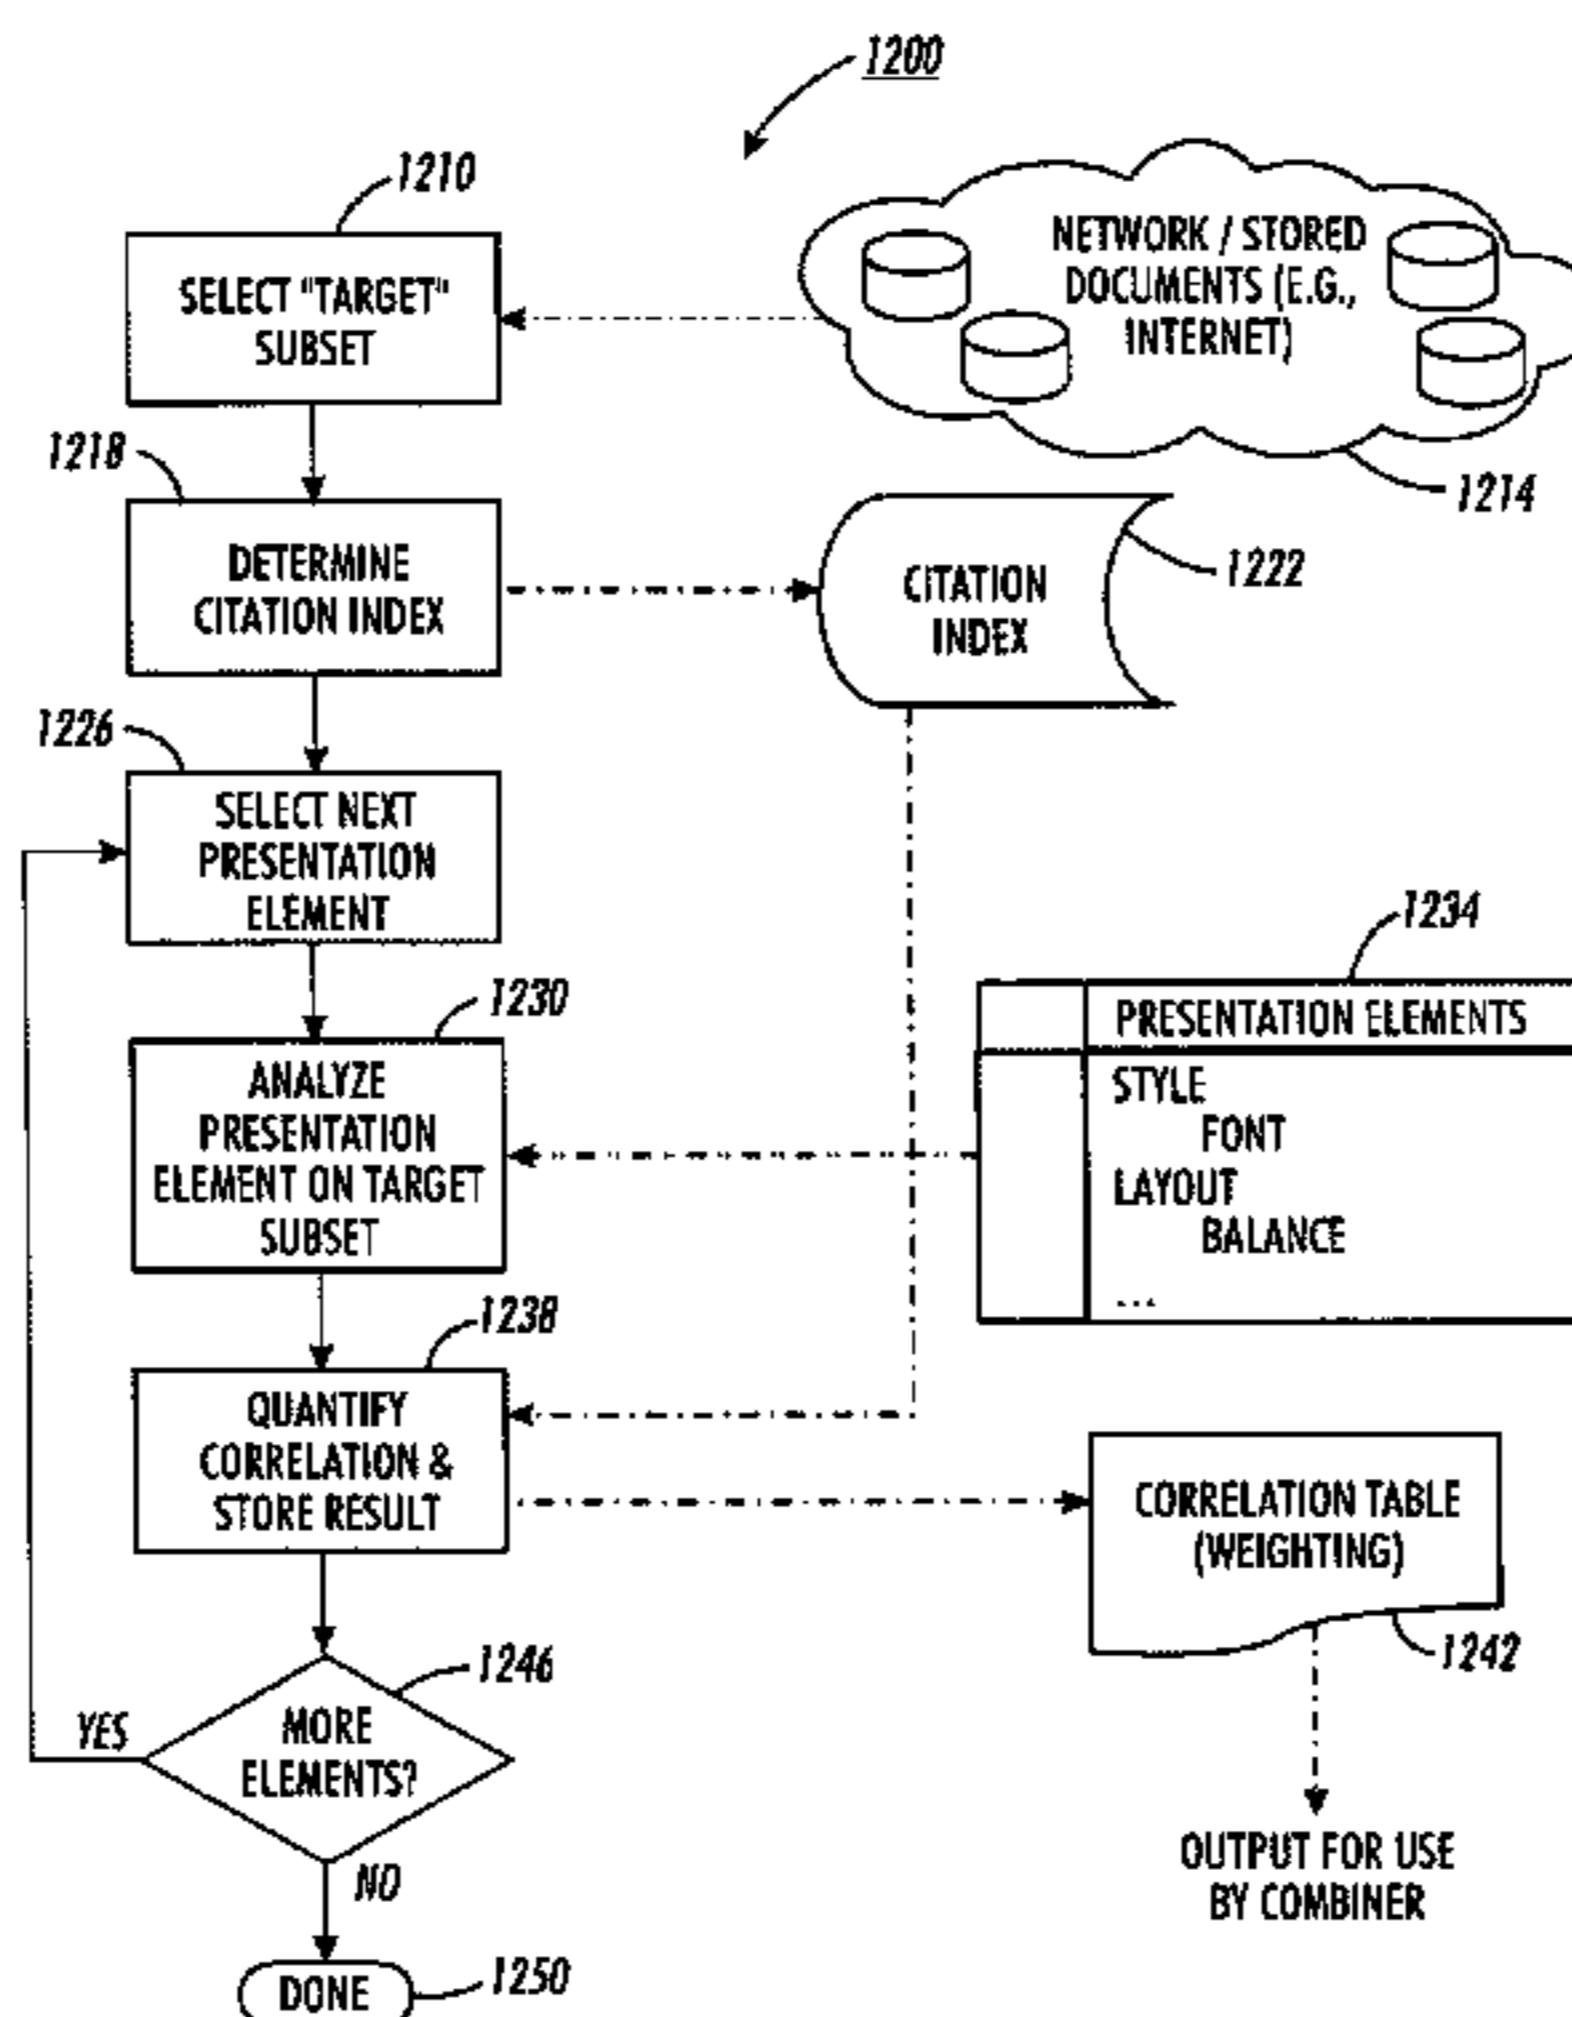 1200
1210
SELECT "TARGET"
SUBSET
NETWORK / STORED
DOCUMENTS (E.G.,
INTERNET)
1214
1218
DETERMINE
CITATION INDEX
CITATION
INDEX
1222
1226
SELECT NEXT
PRESENTATION
ELEMENT
1230
ANALYZE
PRESENTATION
ELEMENT ON TARGET
SUBSET
1234
PRESENTATION ELEMENTS
STYLE
FONT
LAYOUT
BALANCE
...
1238
QUANTIFY
CORRELATION &
STORE RESULT
CORRELATION TABLE
(WEIGHTING)
1242
1246
MORE
ELEMENTS?
YES
NO
OUTPUT FOR USE
BY COMBINER
DONE
1250